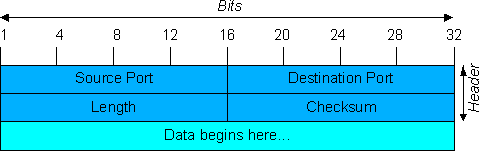 Bits
1 4 8 12 16 20 24 28 32
Source Port Destination Port
Length Checksum
Header
Data begins here...